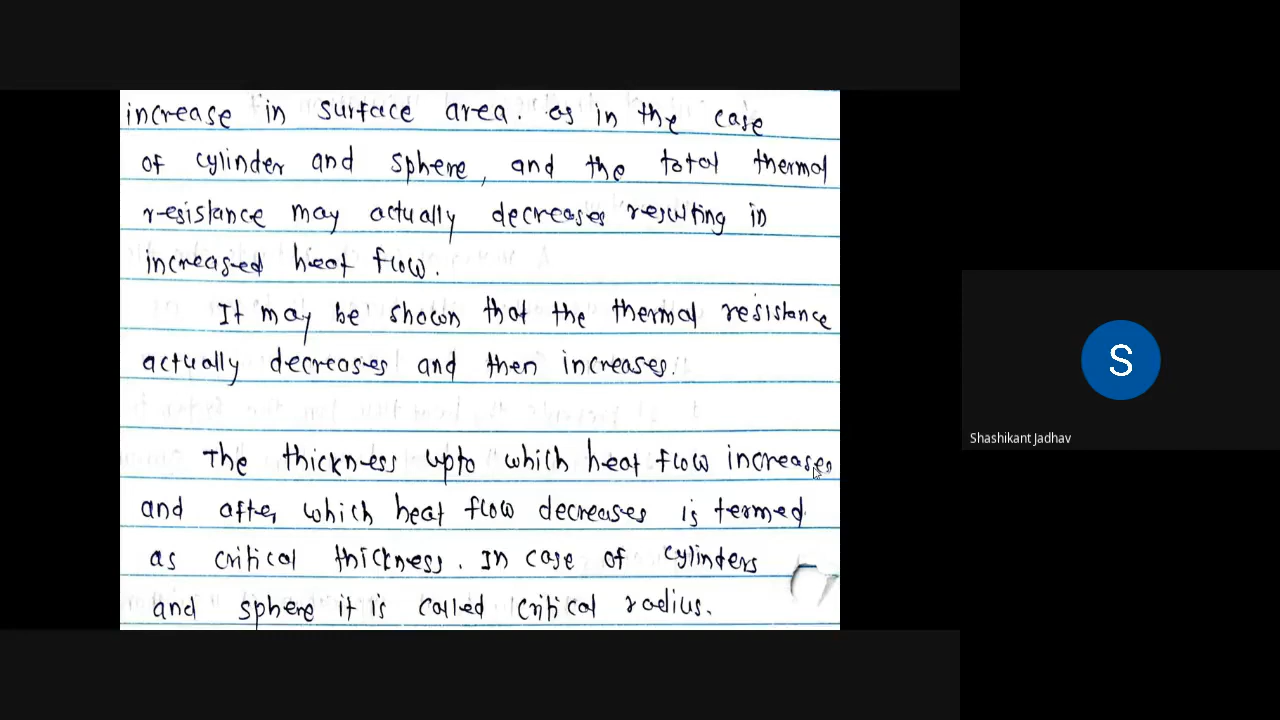 increase in surface area. as in the case
of cylinder and sphere, and the total thermal
resistance may actually decreases resulting in
increased heat flow.
It may be shown that the thermal resistance
actually decreases and then increases.
The thickness upto which heat flow increases
and after which heat flow decreases is termed
as critical thickness. In case of cylinders
and sphere it is called critical radius.
S
Shashikant Jadhav